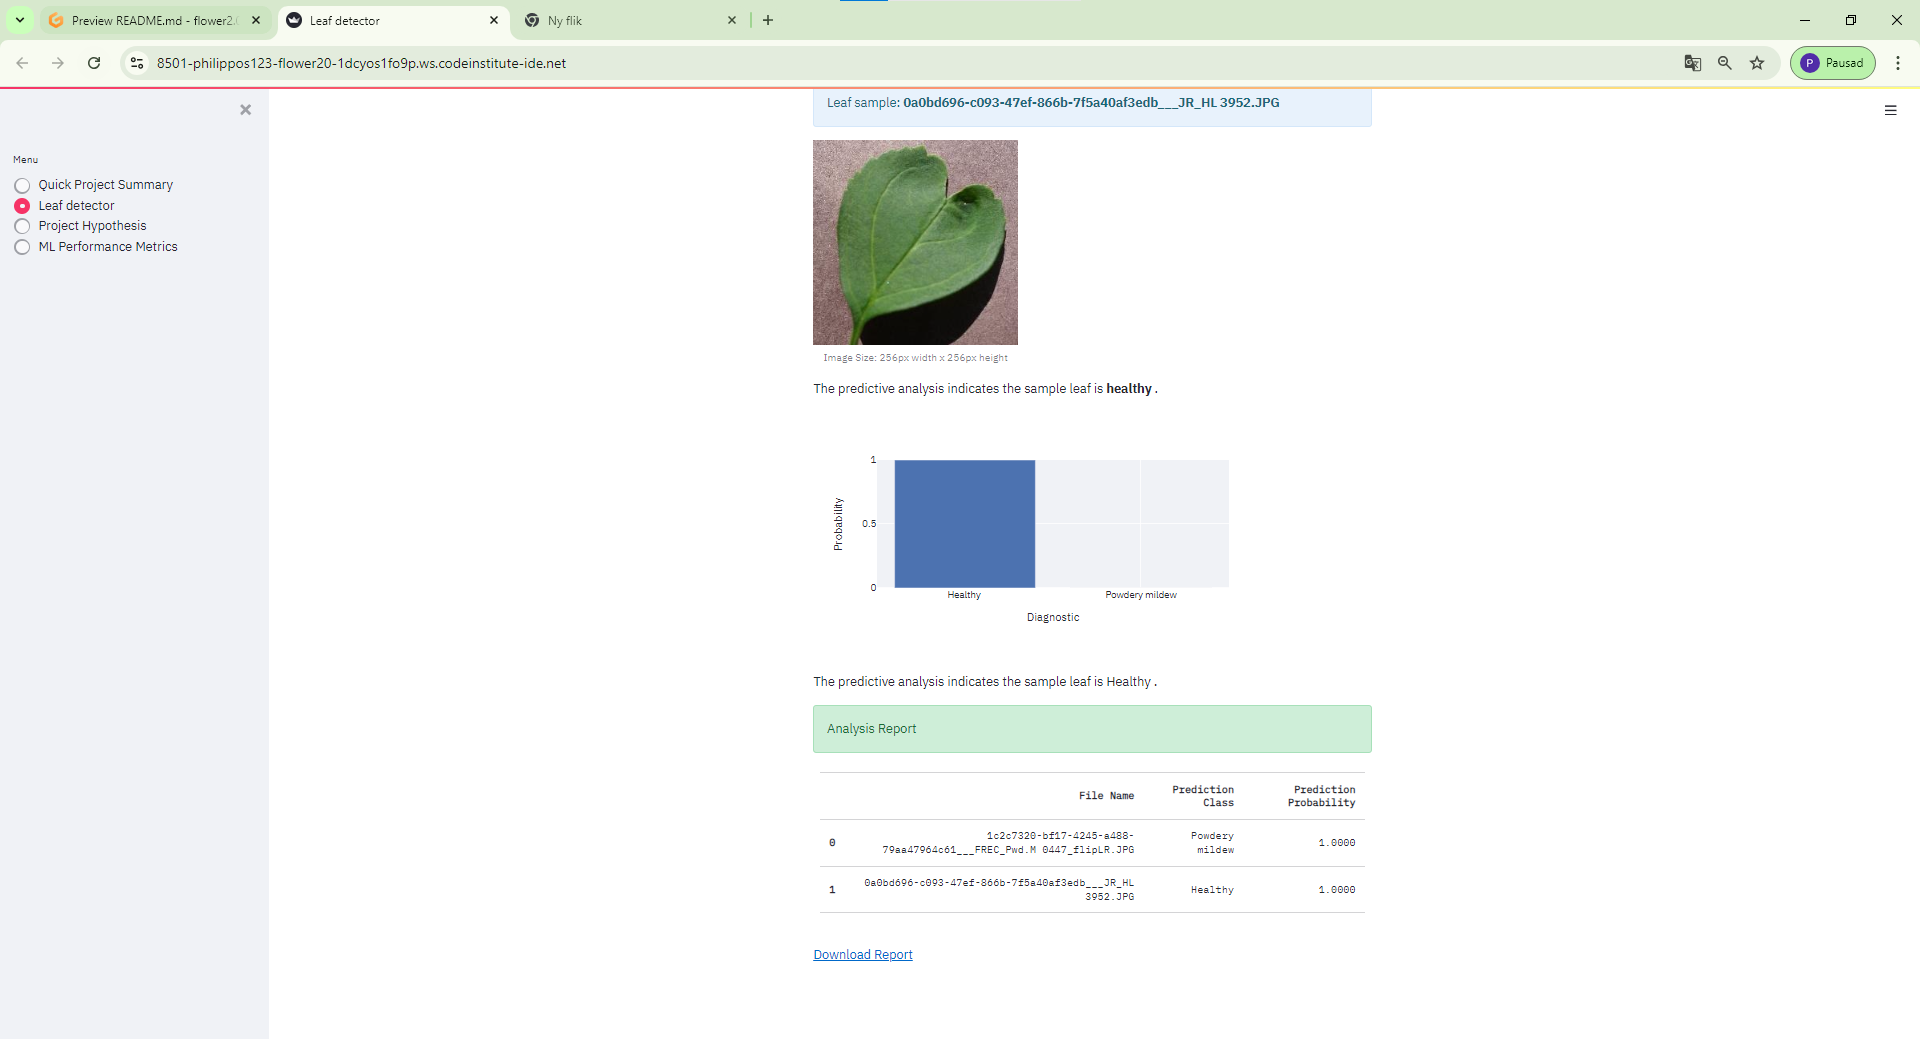 Preview README.md - flower2.
Leaf detector
Ny flik
8501-philippos123-flower20-1dcyos1fo9p.ws.codeinstitute-ide.net
P Pausad
Menu
Quick Project Summary
Leaf detector
Project Hypothesis
ML Performance Metrics
Leaf sample: 0a0bd696-c093-47ef-866b-7f5a40af3edb___JR_HL 3952.JPG
Image Size: 256px width x 256px height
The predictive analysis indicates the sample leaf is healthy .
1
0.5
0
Probability
Healthy Powdery mildew
Diagnostic
The predictive analysis indicates the sample leaf is Healthy .
Analysis Report
File Name Prediction Class Prediction Probability
0 1c2c7320-bf17-4245-a488-79aa47964c61___FREC_Pwd.M 0447_flipLR.JPG Powdery mildew 1.0000
1 0a0bd696-c093-47ef-866b-7f5a40af3edb___JR_HL 3952.JPG Healthy 1.0000
Download Report